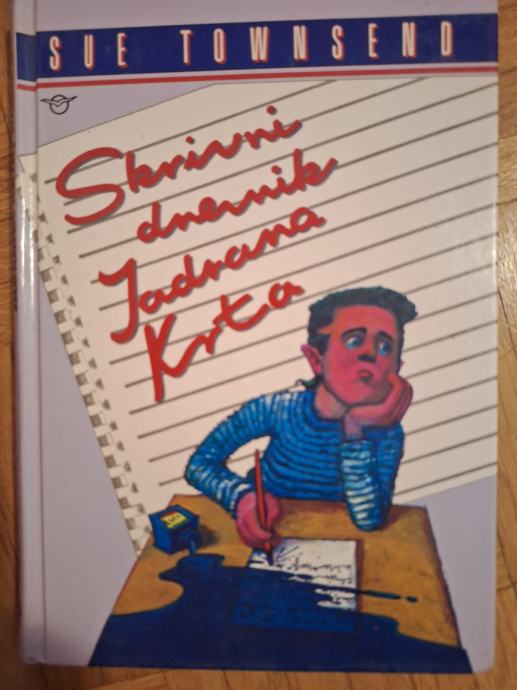 SUE TOWNSEND
Skrivni
dnevnik
Jadrana
Krta